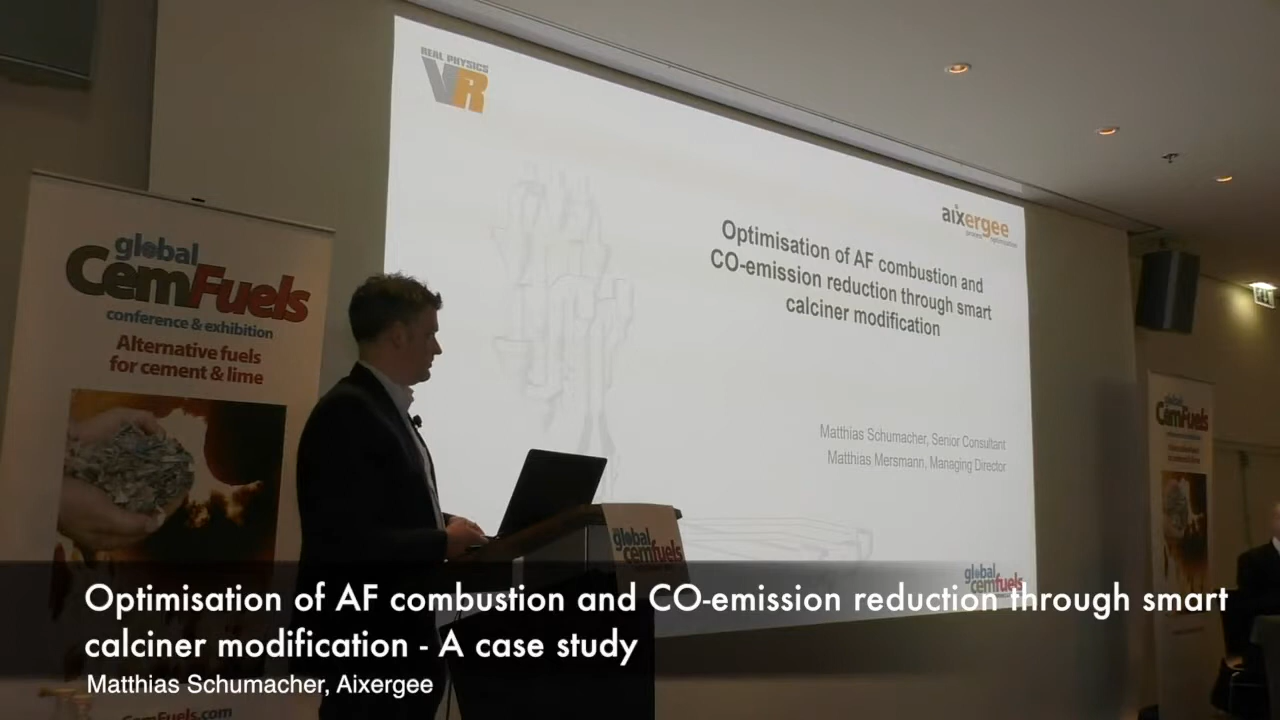 REAL PHYSICS
VR
aixergee
process optimisation
Optimisation of AF combustion and
CO-emission reduction through smart
calciner modification
Matthias Schumacher, Senior Consultant
Matthias Mersmann, Managing Director
global
cemfuels
global
CemFuels
conference & exhibition
Alternative fuels
for cement & lime
global
cemfuels
global
CemFuels
Optimisation of AF combustion and CO-emission reduction through smart
calciner modification - A case study
Matthias Schumacher, Aixergee
CemFuels.com